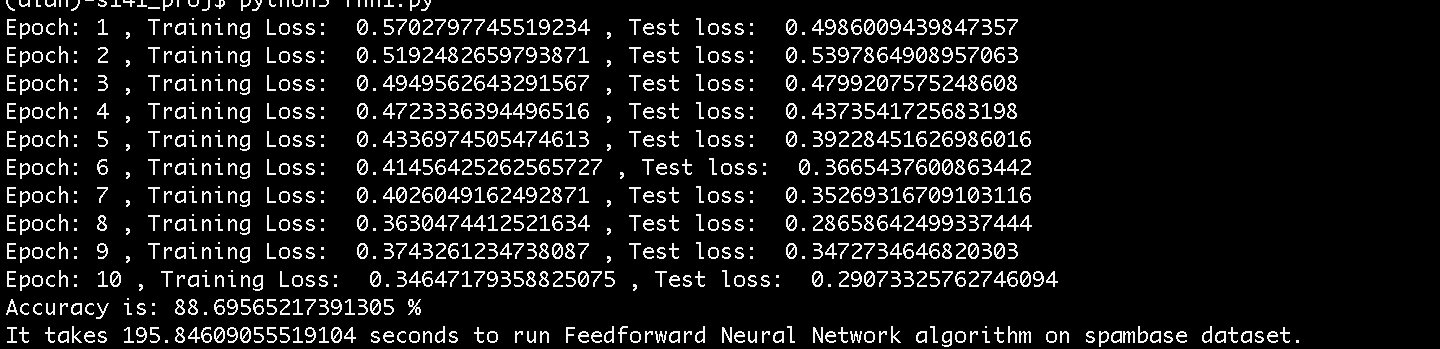 (alan)-s141_proj$ python3 fnn1.py
Epoch: 1 , Training Loss:  0.5702797745519234 , Test loss:  0.4986009439847357
Epoch: 2 , Training Loss:  0.5192482659793871 , Test loss:  0.5397864908957063
Epoch: 3 , Training Loss:  0.4949562643291567 , Test loss:  0.4799207575248608
Epoch: 4 , Training Loss:  0.4723336394496516 , Test loss:  0.4373541725683198
Epoch: 5 , Training Loss:  0.4336974505474613 , Test loss:  0.39228451626986016
Epoch: 6 , Training Loss:  0.41456425262565727 , Test loss:  0.3665437600863442
Epoch: 7 , Training Loss:  0.4026049162492871 , Test loss:  0.35269316709103116
Epoch: 8 , Training Loss:  0.3630474412521634 , Test loss:  0.28658642499337444
Epoch: 9 , Training Loss:  0.3743261234738087 , Test loss:  0.3472734646820303
Epoch: 10 , Training Loss:  0.34647179358825075 , Test loss:  0.29073325762746094
Accuracy is: 88.69565217391305 %
It takes 195.84609055519104 seconds to run Feedforward Neural Network algorithm on spambase dataset.